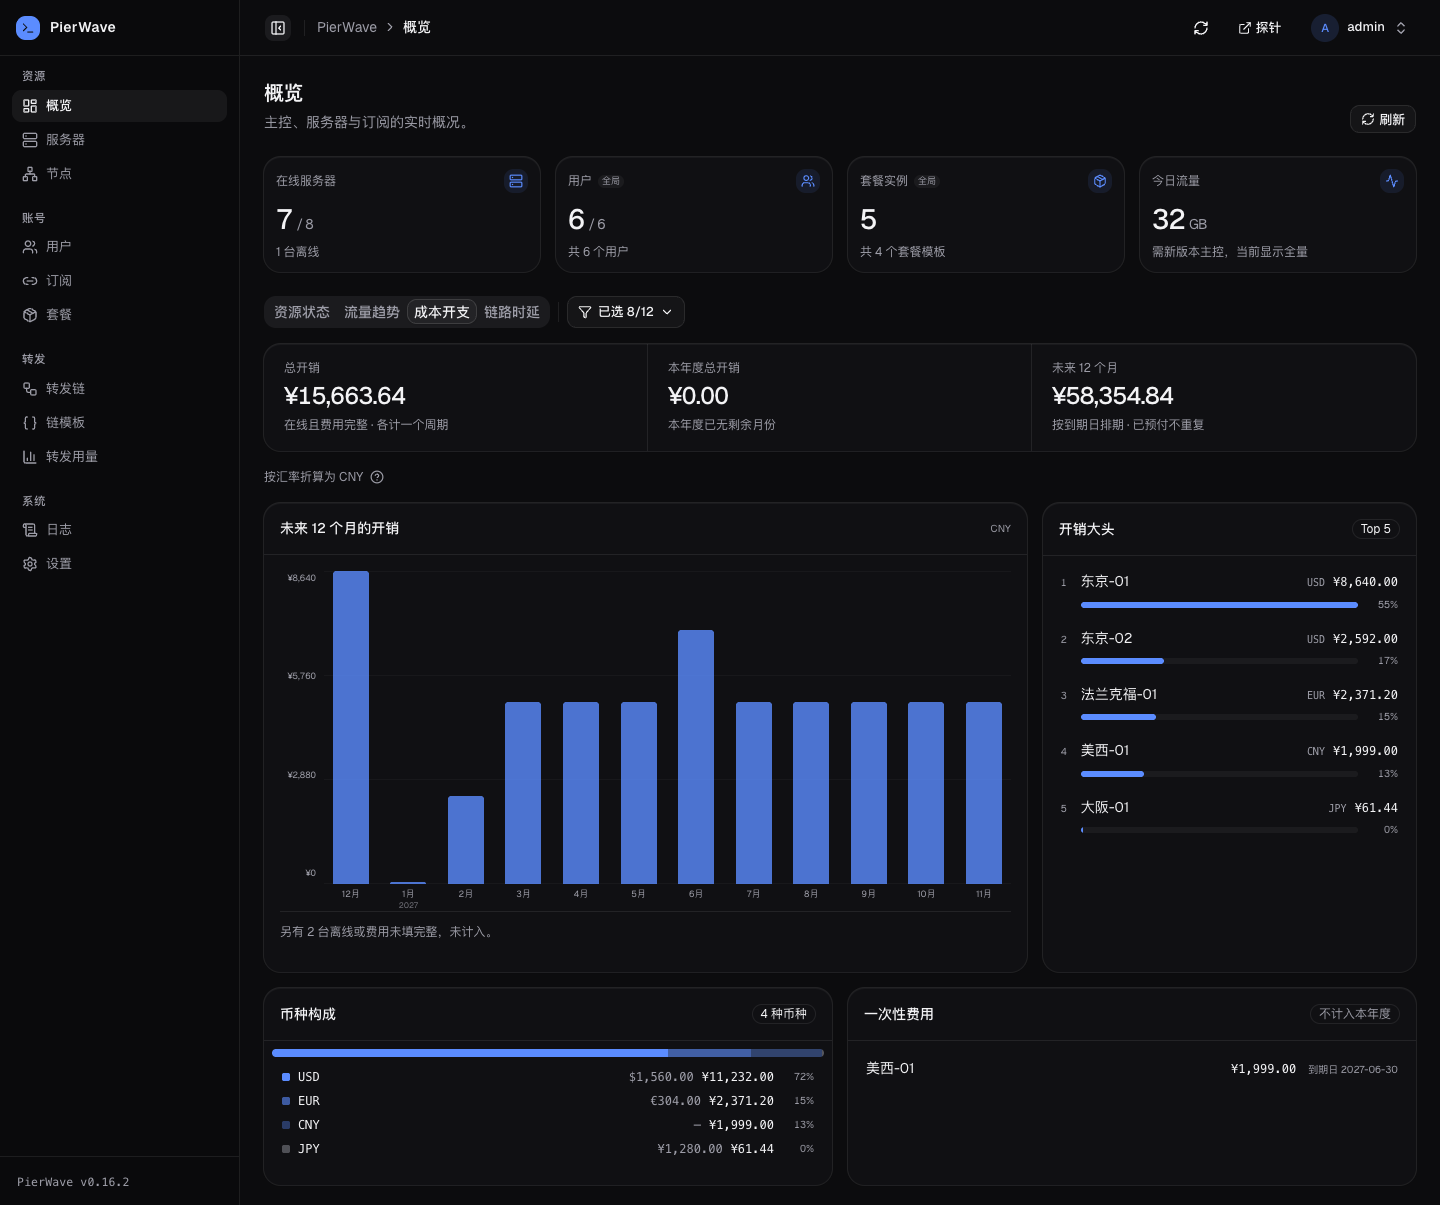 PierWave
PierWave > 概览
探针
A
admin
资源
概览
服务器
节点
账号
用户
订阅
套餐
转发
转发链
链模板
转发用量
系统
日志
设置
PierWave v0.16.2
概览
主控、服务器与订阅的实时概况。
刷新
在线服务器
7 / 8
1 台离线
用户 全局
6 / 6
共 6 个用户
套餐实例 全局
5
共 4 个套餐模板
今日流量
32 GB
需新版本主控，当前显示全量
资源状态 流量趋势 成本开支 链路时延
已选 8/12
总开销
¥15,663.64
在线且费用完整 · 各计一个周期
本年度总开销
¥0.00
本年度已无剩余月份
未来 12 个月
¥58,354.84
按到期日排期 · 已预付不重复
按汇率折算为 CNY
未来 12 个月的开销 CNY
¥8,640
¥5,760
¥2,880
¥0
12月 1月 2月 3月 4月 5月 6月 7月 8月 9月 10月 11月
2027
另有 2 台离线或费用未填完整，未计入。
开销大头 Top 5
1 东京-01 USD ¥8,640.00
55%
2 东京-02 USD ¥2,592.00
17%
3 法兰克福-01 EUR ¥2,371.20
15%
4 美西-01 CNY ¥1,999.00
13%
5 大阪-01 JPY ¥61.44
0%
币种构成 4 种币种
USD $1,560.00 ¥11,232.00 72%
EUR €304.00 ¥2,371.20 15%
CNY — ¥1,999.00 13%
JPY ¥1,280.00 ¥61.44 0%
一次性费用 不计入本年度
美西-01 ¥1,999.00 到期日 2027-06-30